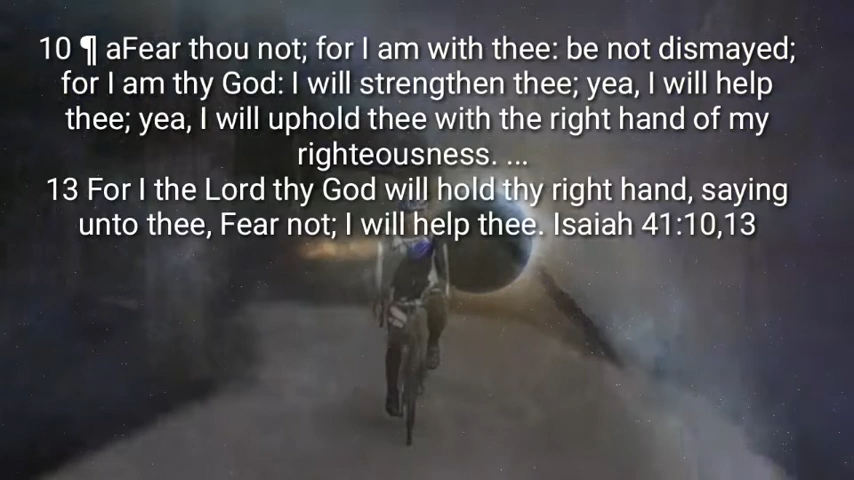 10 ¶ aFear thou not; for I am with thee: be not dismayed;
for I am thy God: I will strengthen thee; yea, I will help
thee; yea, I will uphold thee with the right hand of my
righteousness. ...
13 For I the Lord thy God will hold thy right hand, saying
unto thee, Fear not; I will help thee. Isaiah 41:10,13